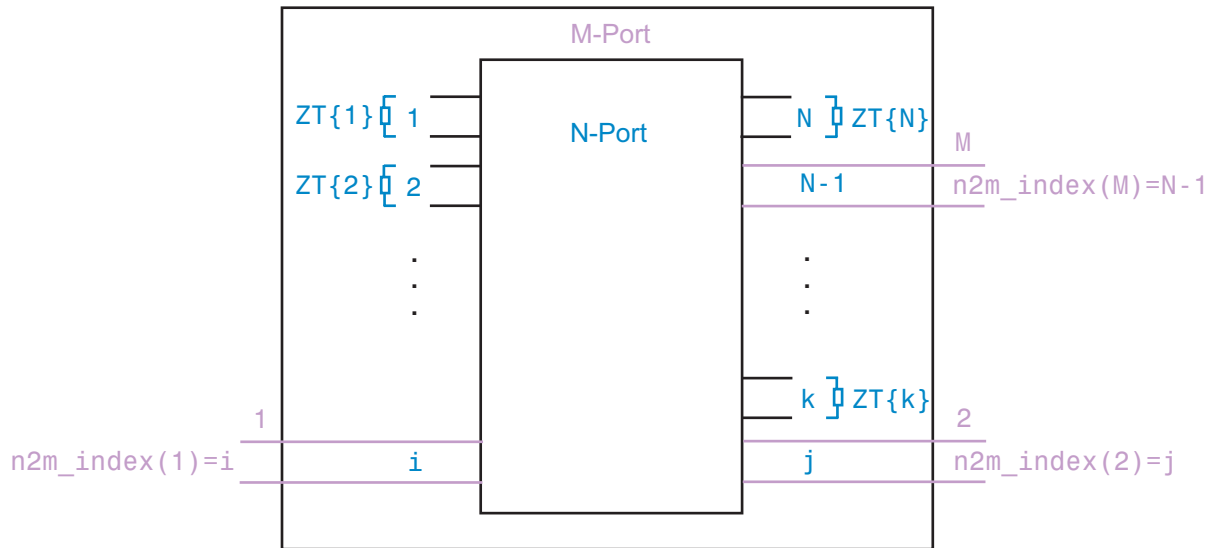 M-Port
ZT{1} 1
N ZT{N}
N-Port
M
ZT{2} 2
N-1
n2m_index(M)=N-1
.
.
.
.
.
.
k ZT{k}
1
2
n2m_index(1)=i
i
j
n2m_index(2)=j